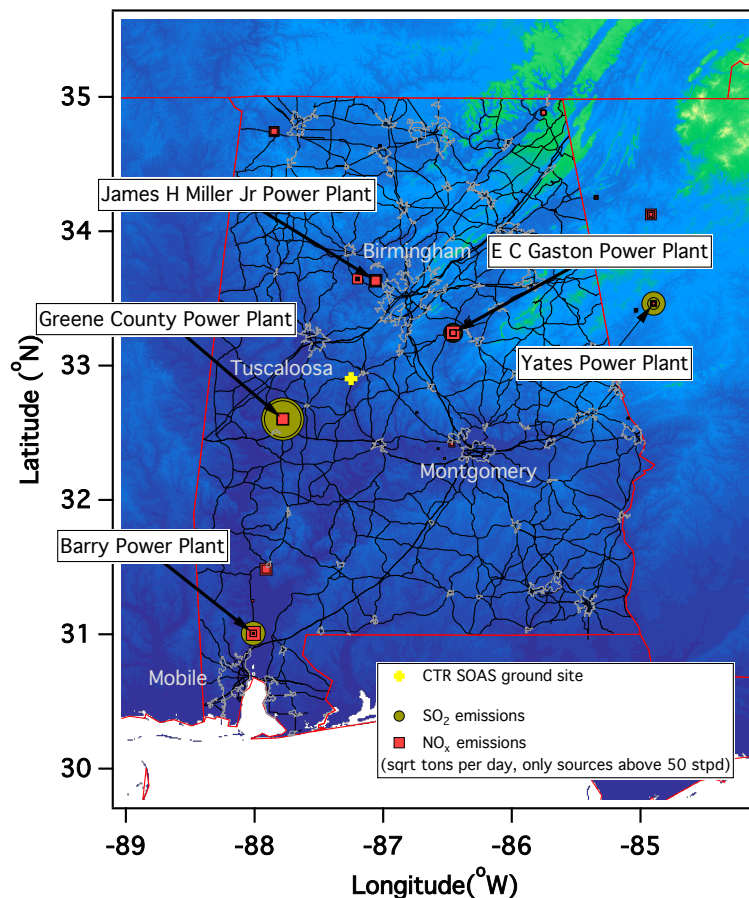 35
34
33
32
31
30
Latitude (°N)
-89
-88
-87
-86
-85
Longitude(°W)
James H Miller Jr Power Plant
Birmingham
E C Gaston Power Plant
Greene County Power Plant
Tuscaloosa
Yates Power Plant
Montgomery
Barry Power Plant
Mobile
CTR SOAS ground site
SO₂ emissions
NOₓ emissions
(sqrt tons per day, only sources above 50 stpd)